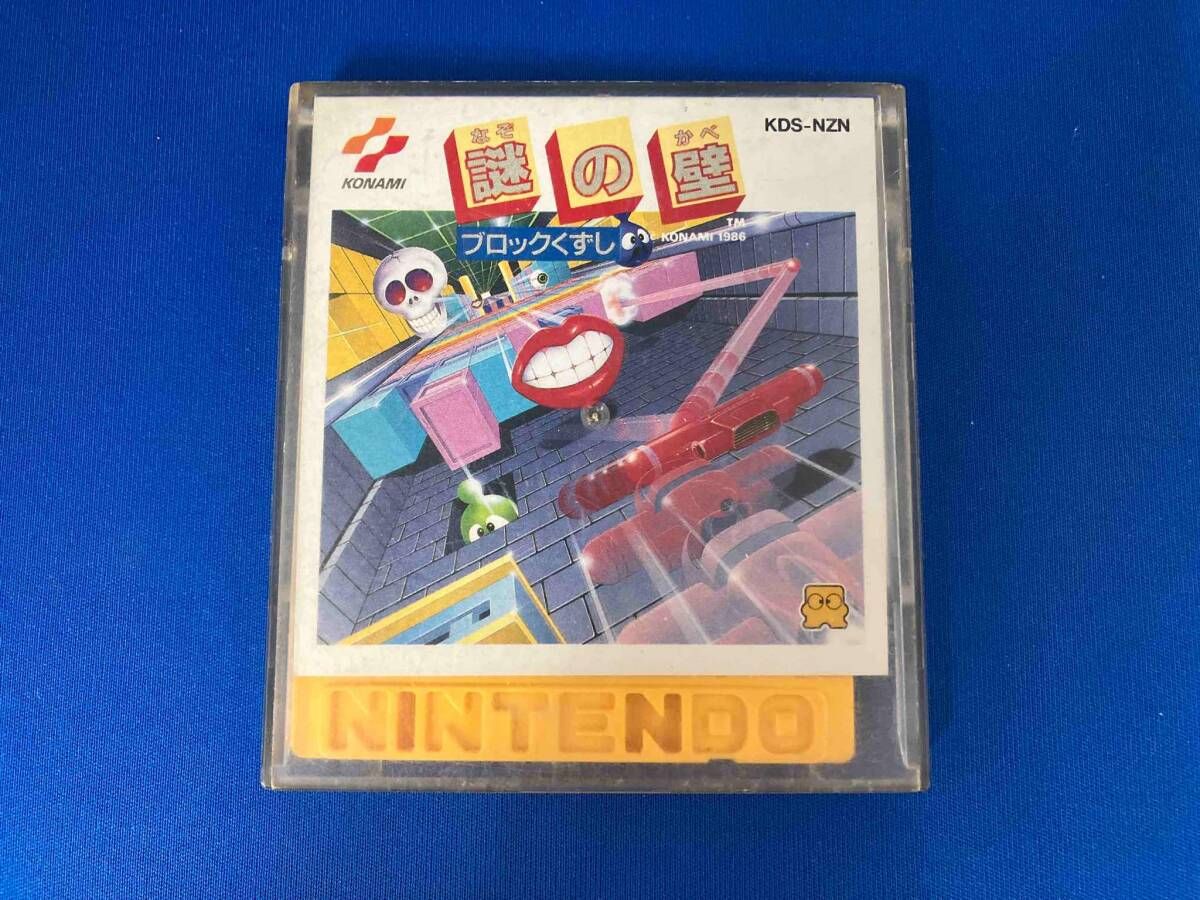 KONAMI
なぞ かべ
謎の壁
KDS-NZN
ブロックくずし
TM
© KONAMI 1986
NINTENDO